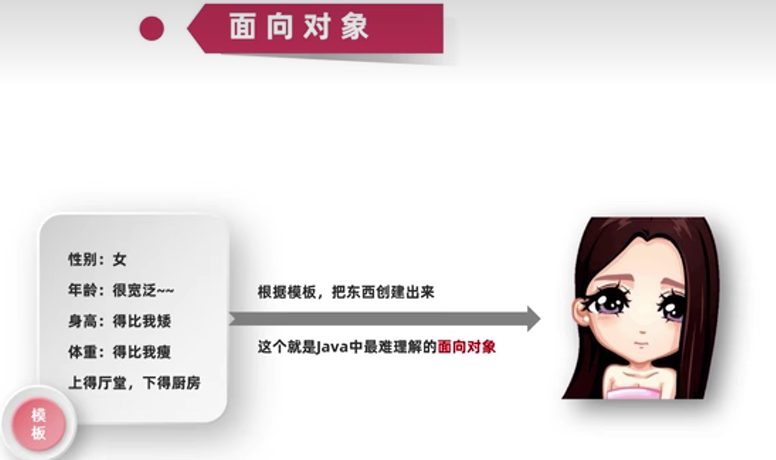 面向对象
性别：女
年龄：很宽泛~~
身高：得比我矮
体重：得比我瘦
上得厅堂，下得厨房
模
板
根据模板，把东西创建出来
这个就是Java中最难理解的面向对象